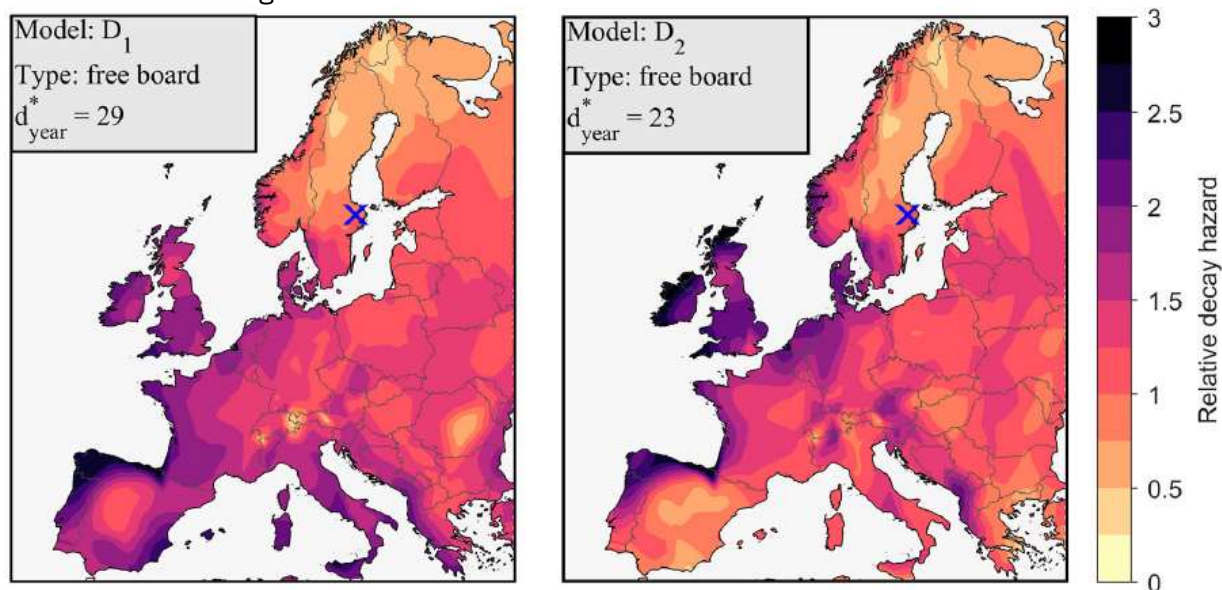 Model: D1
Type: free board
d*year = 29
Model: D2
Type: free board
d*year = 23
3
2.5
2
1.5
1
0.5
0
Relative decay hazard